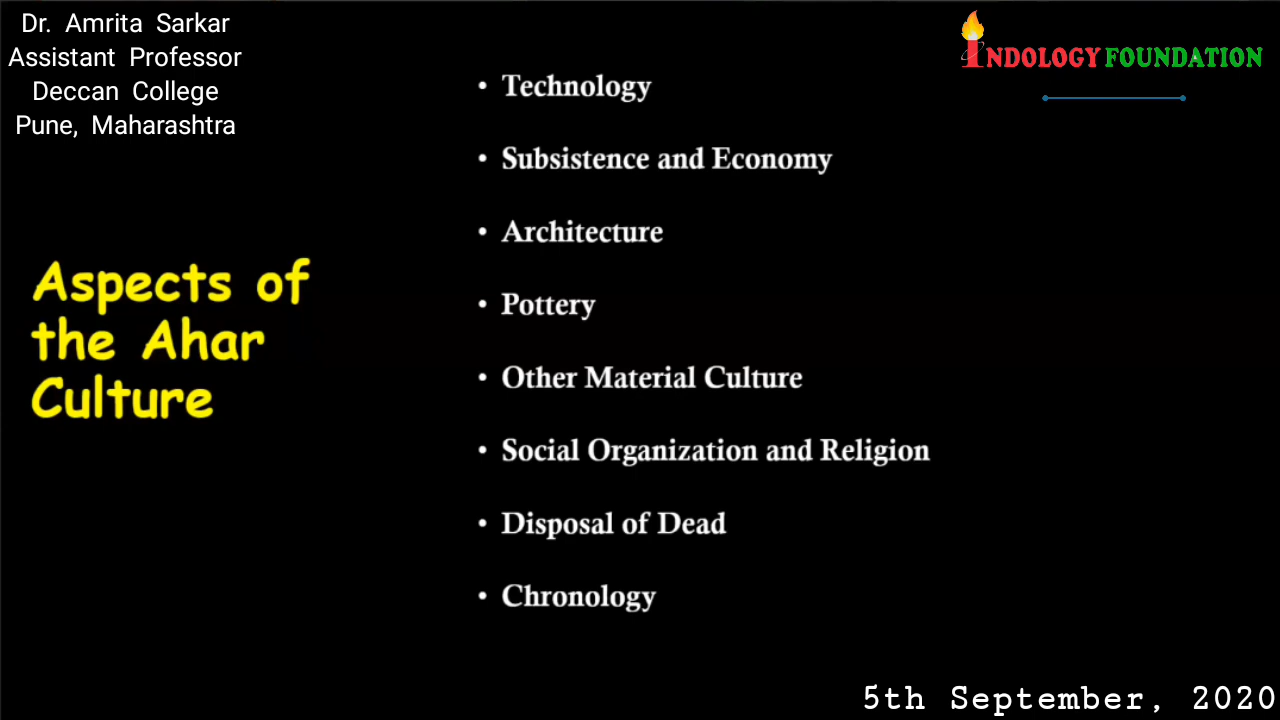 Dr. Amrita Sarkar
Assistant Professor
Deccan College
Pune, Maharashtra
INDOLOGY FOUNDATION
Aspects of
the Ahar
Culture
• Technology
• Subsistence and Economy
• Architecture
• Pottery
• Other Material Culture
• Social Organization and Religion
• Disposal of Dead
• Chronology
5th September, 2020